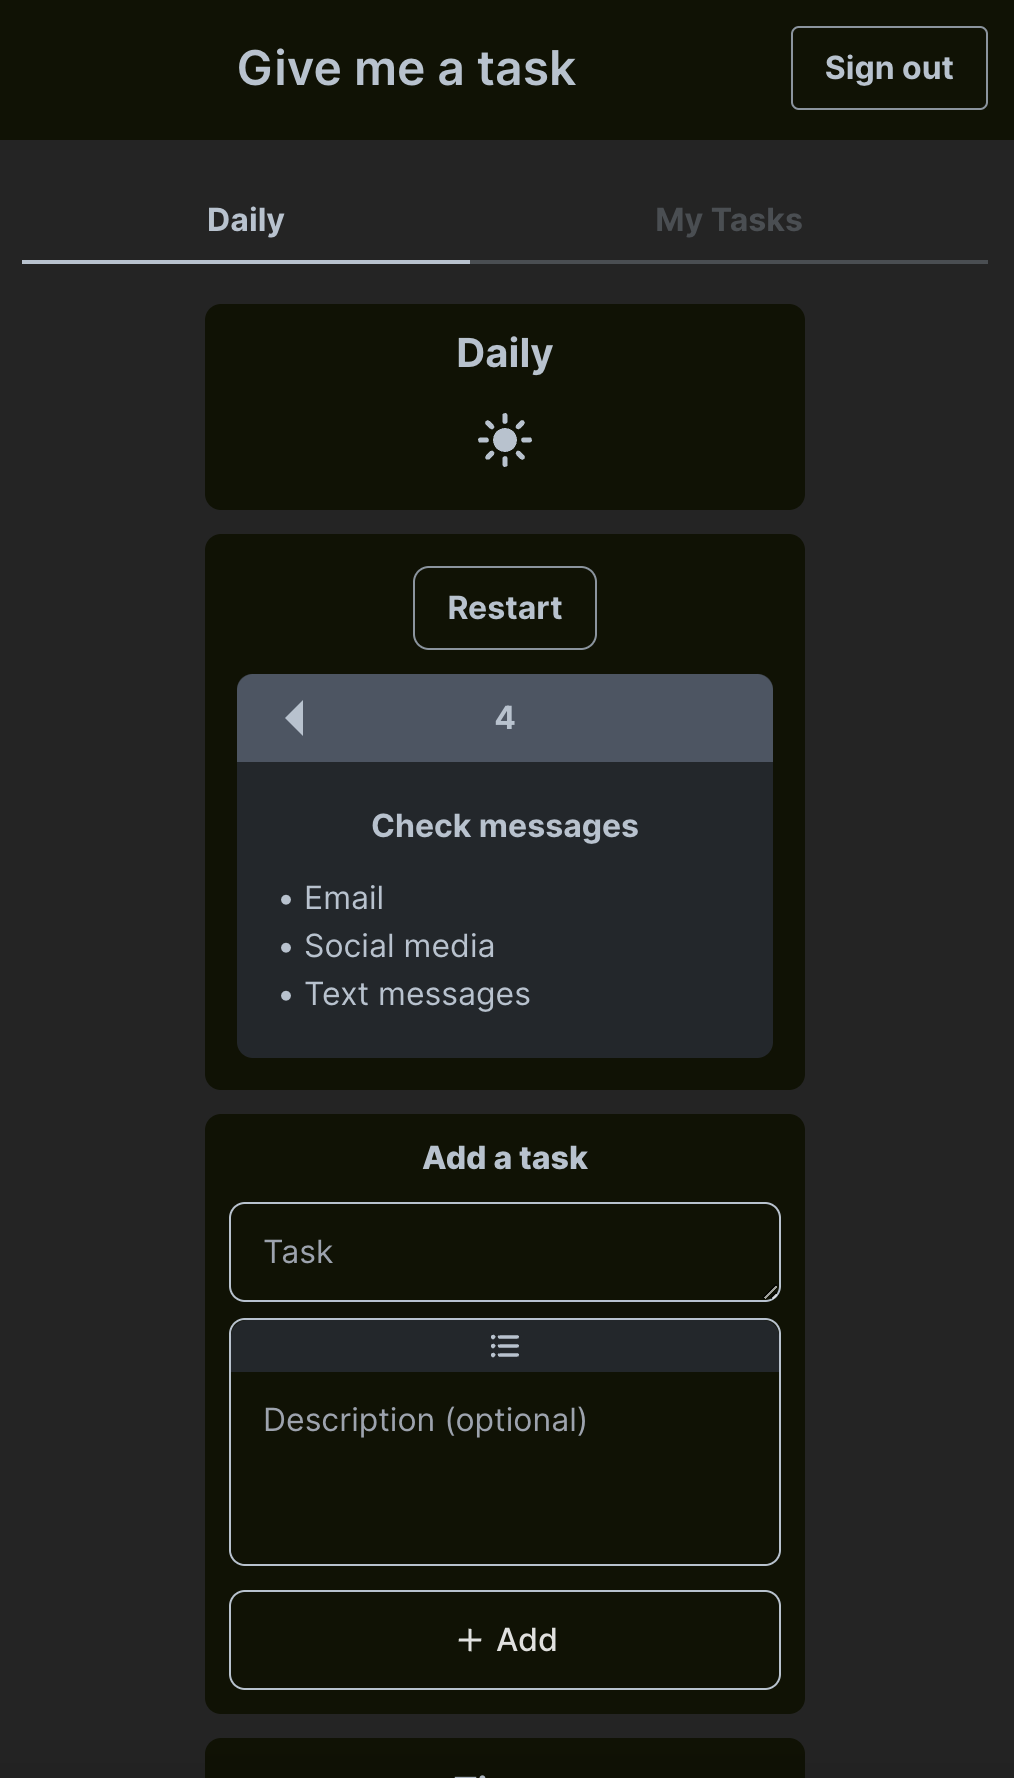 Give me a task
Sign out
Daily
My Tasks
Daily
Restart
4
Check messages
• Email
• Social media
• Text messages
Add a task
Task
Description (optional)
+ Add